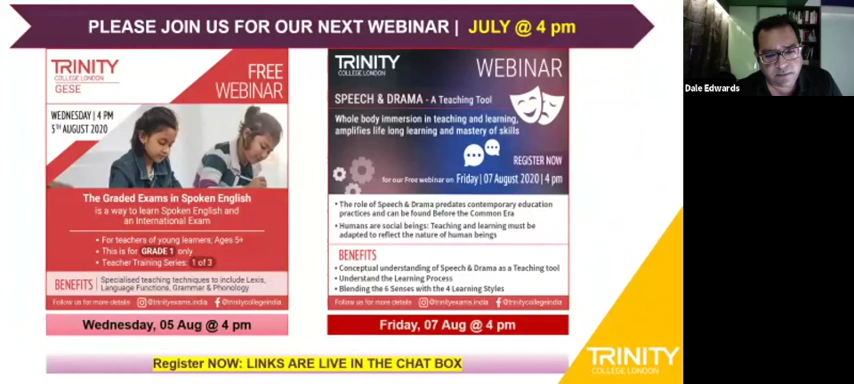 PLEASE JOIN US FOR OUR NEXT WEBINAR | JULY @ 4 pm
TRINITY
COLLEGE LONDON
GESE
FREE
WEBINAR
WEDNESDAY | 4 PM
5TH AUGUST 2020
The Graded Exams in Spoken English
is a way to learn Spoken English and
an International Exam
• For teachers of young learners; Ages 5+
• This is for GRADE 1 only
• Teacher Training Series: 1 of 3
BENEFITS
Specialised teaching techniques to include Lexis,
Language Functions, Grammar & Phonology
Follow us for more details @trinityexams.india @trinitycollegeindia
Wednesday, 05 Aug @ 4 pm
TRINITY
COLLEGE LONDON
WEBINAR
SPEECH & DRAMA - A Teaching Tool
Whole body immersion in teaching and learning,
amplifies life long learning and mastery of skills
REGISTER NOW
for our Free webinar on Friday | 07 August 2020 | 4 pm
• The role of Speech & Drama predates contemporary education
practices and can be found Before the Common Era
• Humans are social beings: Teaching and learning must be
adapted to reflect the nature of human beings
BENEFITS
• Conceptual understanding of Speech & Drama as a Teaching tool
• Understand the Learning Process
• Blending the 6 Senses with the 4 Learning Styles
Follow us for more details @trinityexams.india @trinitycollegeindia
Friday, 07 Aug @ 4 pm
Register NOW: LINKS ARE LIVE IN THE CHAT BOX
TRINITY
COLLEGE LONDON
Dale Edwards